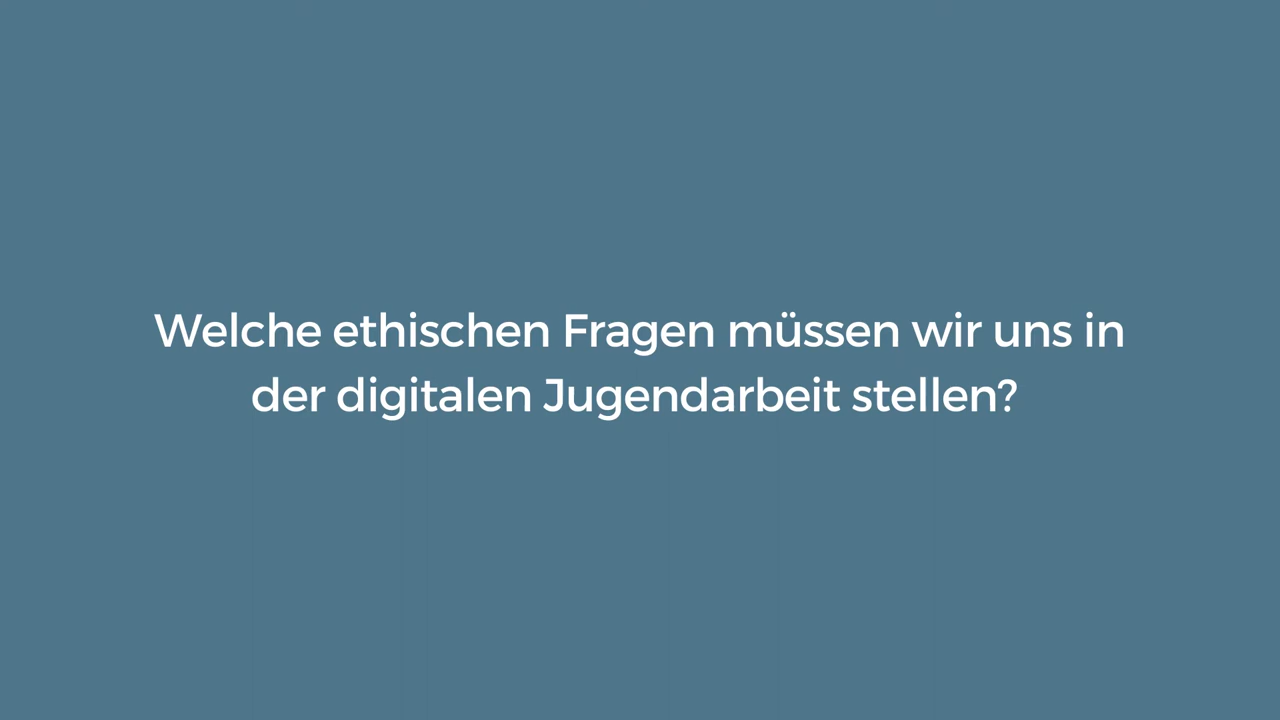 Welche ethischen Fragen müssen wir uns in
der digitalen Jugendarbeit stellen?